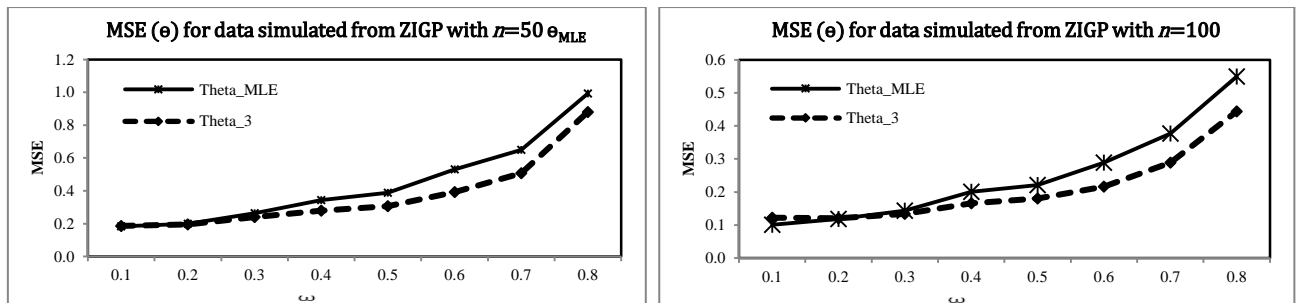 MSE (ɵ) for data simulated from ZIGP with n=50 ɵMLE
1.2
1.0
0.8
0.6
0.4
0.2
0.0
MSE
Theta_MLE
Theta_3
0.1 0.2 0.3 0.4 0.5 0.6 0.7 0.8
ω
MSE (ɵ) for data simulated from ZIGP with n=100
0.6
0.5
0.4
0.3
0.2
0.1
0.0
MSE
Theta_MLE
Theta_3
0.1 0.2 0.3 0.4 0.5 0.6 0.7 0.8
ω